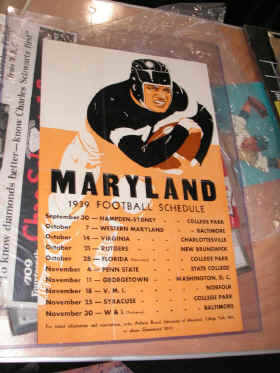 to know diamonds better—know Charles Schwartz first"
MARYLAND
1939 FOOTBALL SCHEDULE
September 30 — HAMPDEN-SYDNEY " " COLLEGE PARK
October 7 — WESTERN MARYLAND " BALTIMORE
October 14 — VIRGINIA " " CHARLOTTESVILLE
October 21 — RUTGERS " " NEW BRUNSWICK
October 28 — FLORIDA " COLLEGE PARK
November 4 — PENN STATE " " STATE COLLEGE
November 11 — GEORGETOWN " WASHINGTON, D. C.
November 18 — V. M. I. " " NORFOLK
November 25 — SYRACUSE " " COLLEGE PARK
November 30 — W & L " BALTIMORE